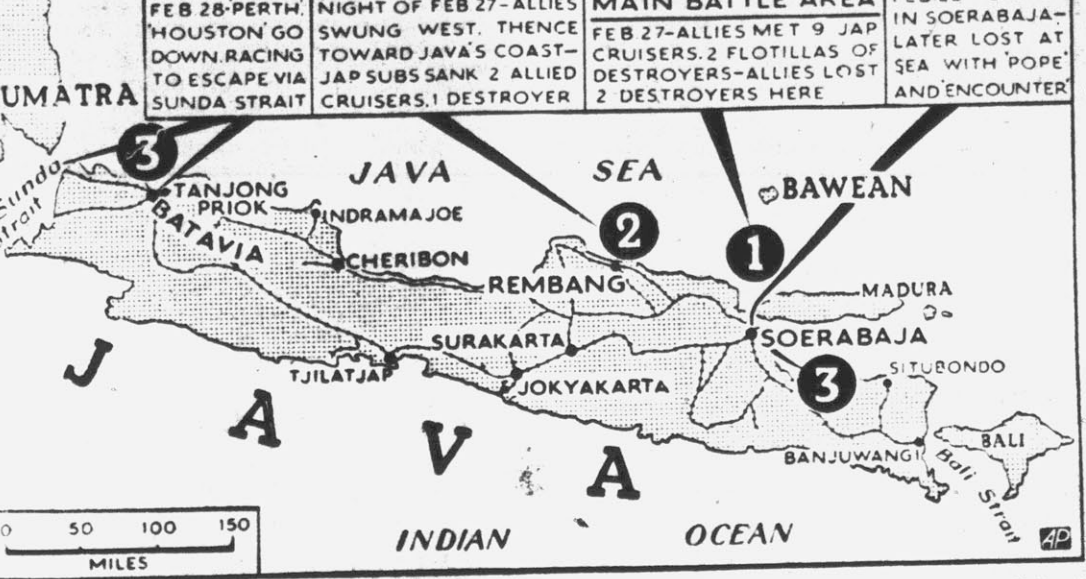 FEB 28-PERTH,
'HOUSTON' GO
DOWN. RACING
TO ESCAPE VIA
SUNDA STRAIT
NIGHT OF FEB 27-ALLIES
SWUNG WEST, THENCE
TOWARD JAVA'S COAST-
JAP SUBS SANK 2 ALLIED
CRUISERS, 1 DESTROYER
MAIN BATTLE AREA
FEB. 27-ALLIES MET 9 JAP
CRUISERS. 2 FLOTILLAS OF
DESTROYERS-ALLIES LOST
2 DESTROYERS HERE
IN SOERABAJA-
LATER LOST AT
SEA WITH 'POPE'
AND 'ENCOUNTER'
UMATRA
3
JAVA SEA
Sunda
Strait
TANJONG
PRIOK
BATAVIA
INDRAMAJOE
CHERIBON
2
1
BAWEAN
REMBANG
MADURA
SURAKARTA
SOERABAJA
3
SITUBONDO
TJILATJAP
JOKYAKARTA
BANJUWANGI
BALI
Bali Strait
JAVA
INDIAN OCEAN
0 50 100 150
MILES
AP